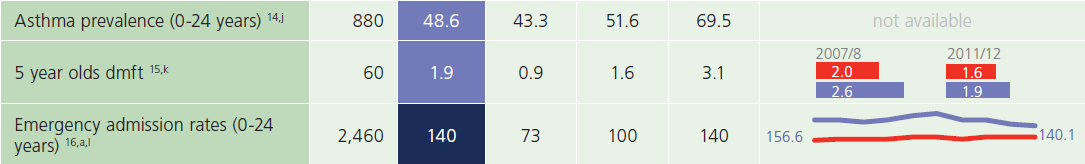 Asthma prevalence (0-24 years) 14,j 880 48.6 43.3 51.6 69.5 not available
2007/8 2011/12
5 year olds dmft 15,k 60 1.9 0.9 1.6 3.1 2.0 1.6
2.6 1.9
Emergency admission rates (0-24
years) 16,a,l 2,460 140 73 100 140 156.6 140.1